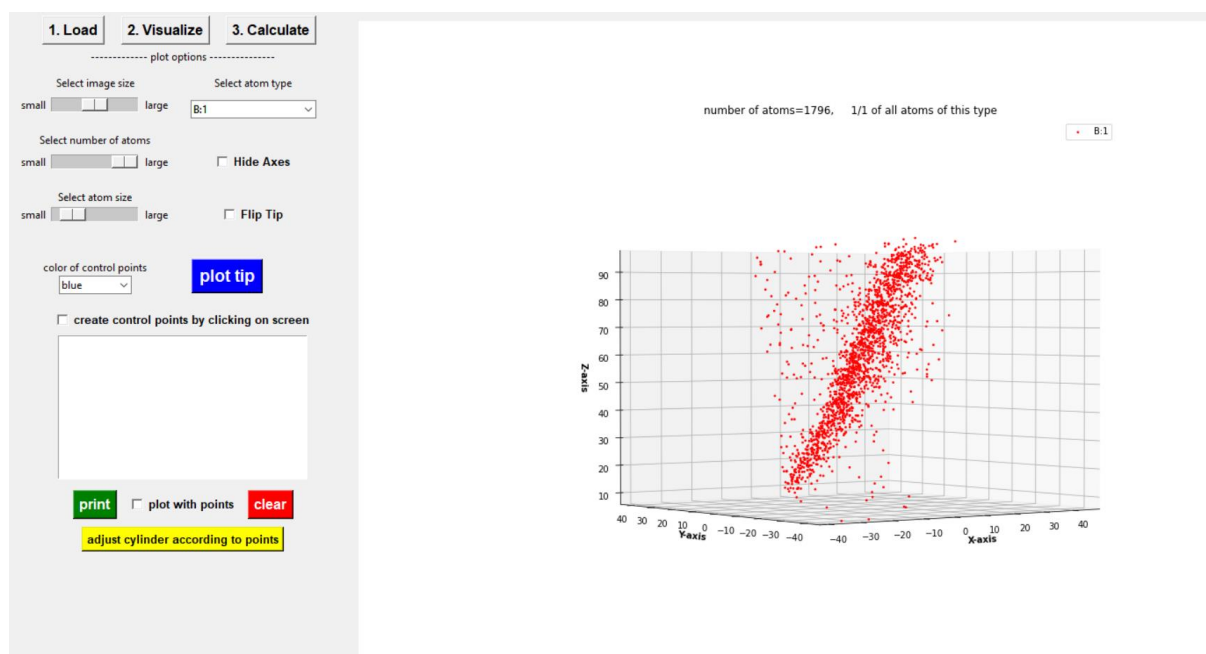 1. Load 2. Visualize 3. Calculate
------------- plot options ---------------
Select image size Select atom type
small large B:1
Select number of atoms
small large Hide Axes
Select atom size
small large Flip Tip
color of control points
blue plot tip
create control points by clicking on screen
print plot with points clear
adjust cylinder according to points
number of atoms=1796, 1/1 of all atoms of this type
B:1
90
80
70
60
50
40
30
20
10
Z-axis
40 30 20 10 0 −10 −20 −30 −40
Y-axis
−40 −30 −20 −10 0 10 20 30 40
X-axis